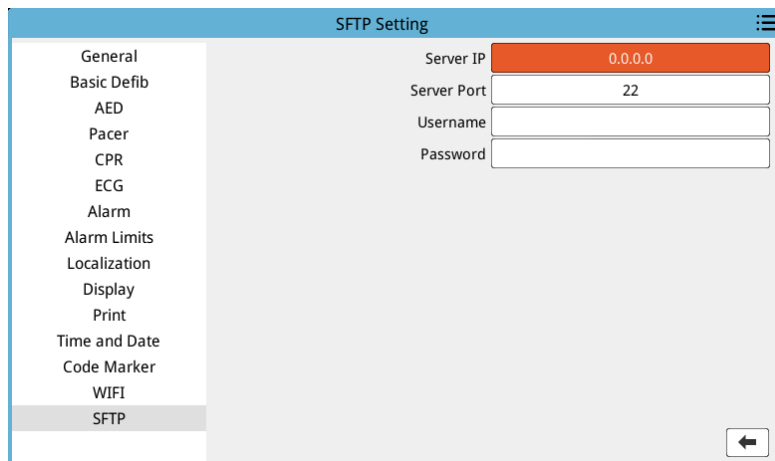 SFTP Setting
General
Basic Defib
AED
Pacer
CPR
ECG
Alarm
Alarm Limits
Localization
Display
Print
Time and Date
Code Marker
WIFI
SFTP
Server IP 0.0.0.0
Server Port 22
Username
Password